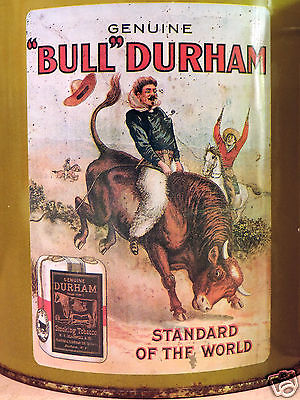 GENUINE
"BULL" DURHAM
GENUINE
DURHAM
Smoking Tobacco
STANDARD
OF THE WORLD